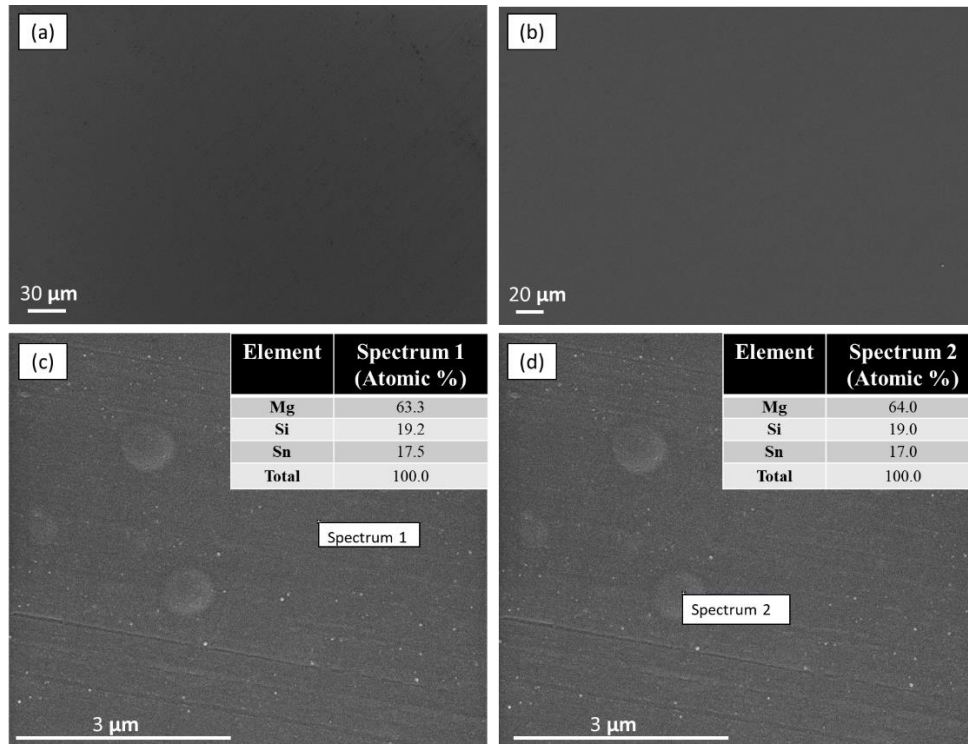 (a)
30 µm
(b)
20 µm
(c)
Element Spectrum 1 (Atomic %)
Mg 63.3
Si 19.2
Sn 17.5
Total 100.0
Spectrum 1
3 µm
(d)
Element Spectrum 2 (Atomic %)
Mg 64.0
Si 19.0
Sn 17.0
Total 100.0
Spectrum 2
3 µm